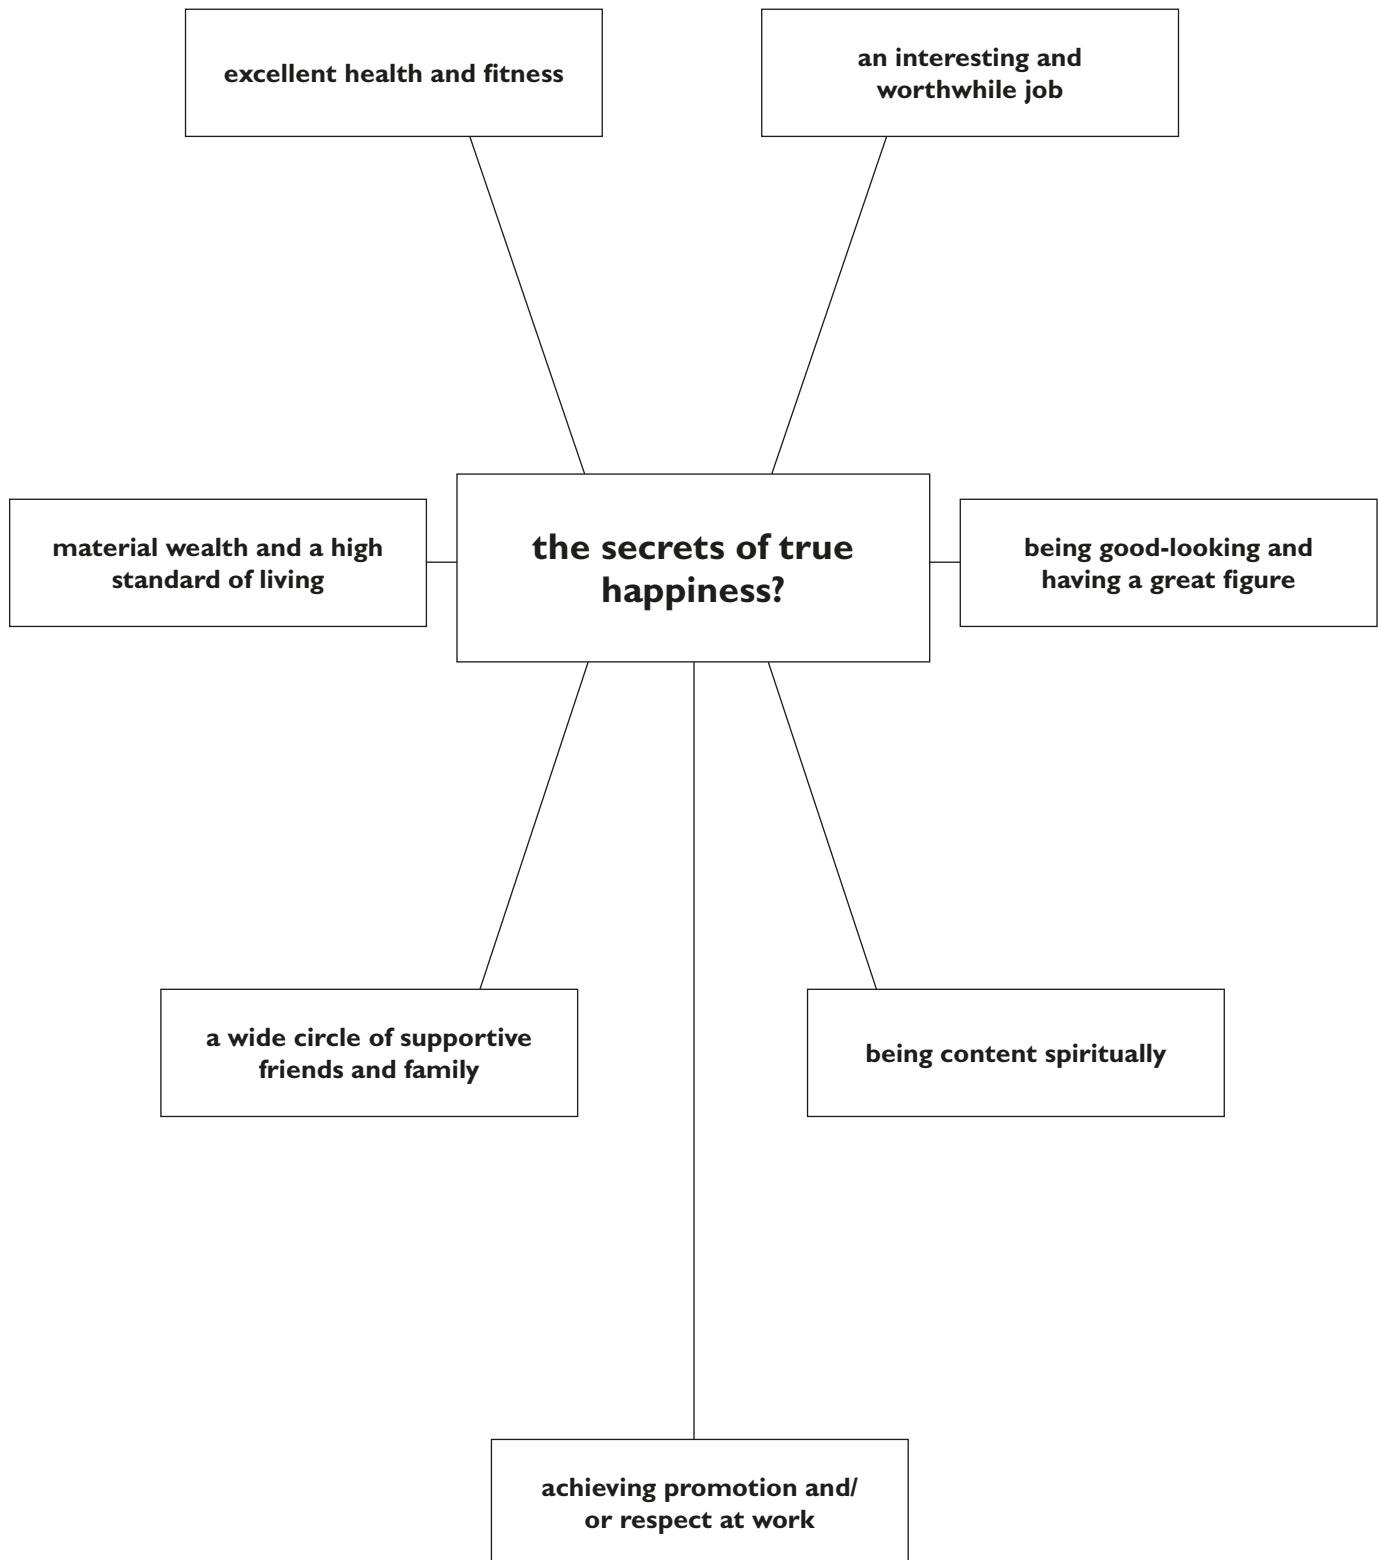 excellent health and fitness
an interesting and
worthwhile job
material wealth and a high
standard of living
the secrets of true
happiness?
being good-looking and
having a great figure
a wide circle of supportive
friends and family
being content spiritually
achieving promotion and/
or respect at work